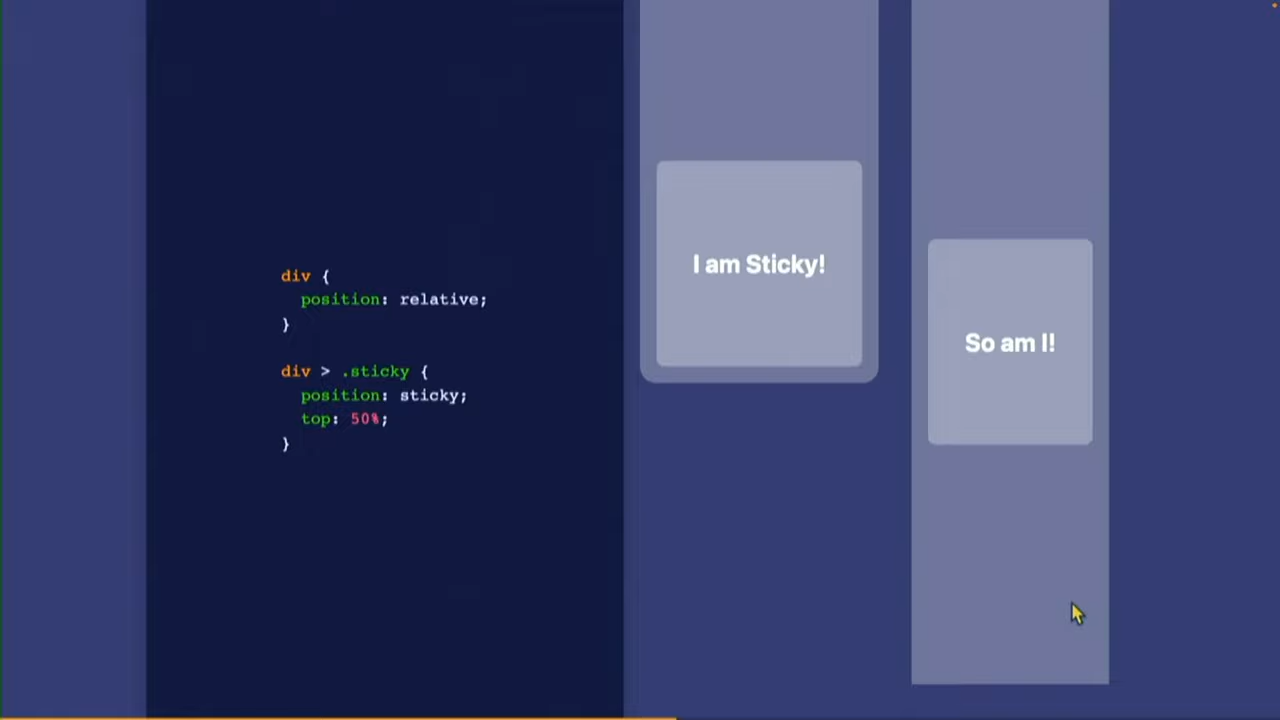 div {
position: relative;
}
div > .sticky {
position: sticky;
top: 50%;
}
I am Sticky!
So am I!